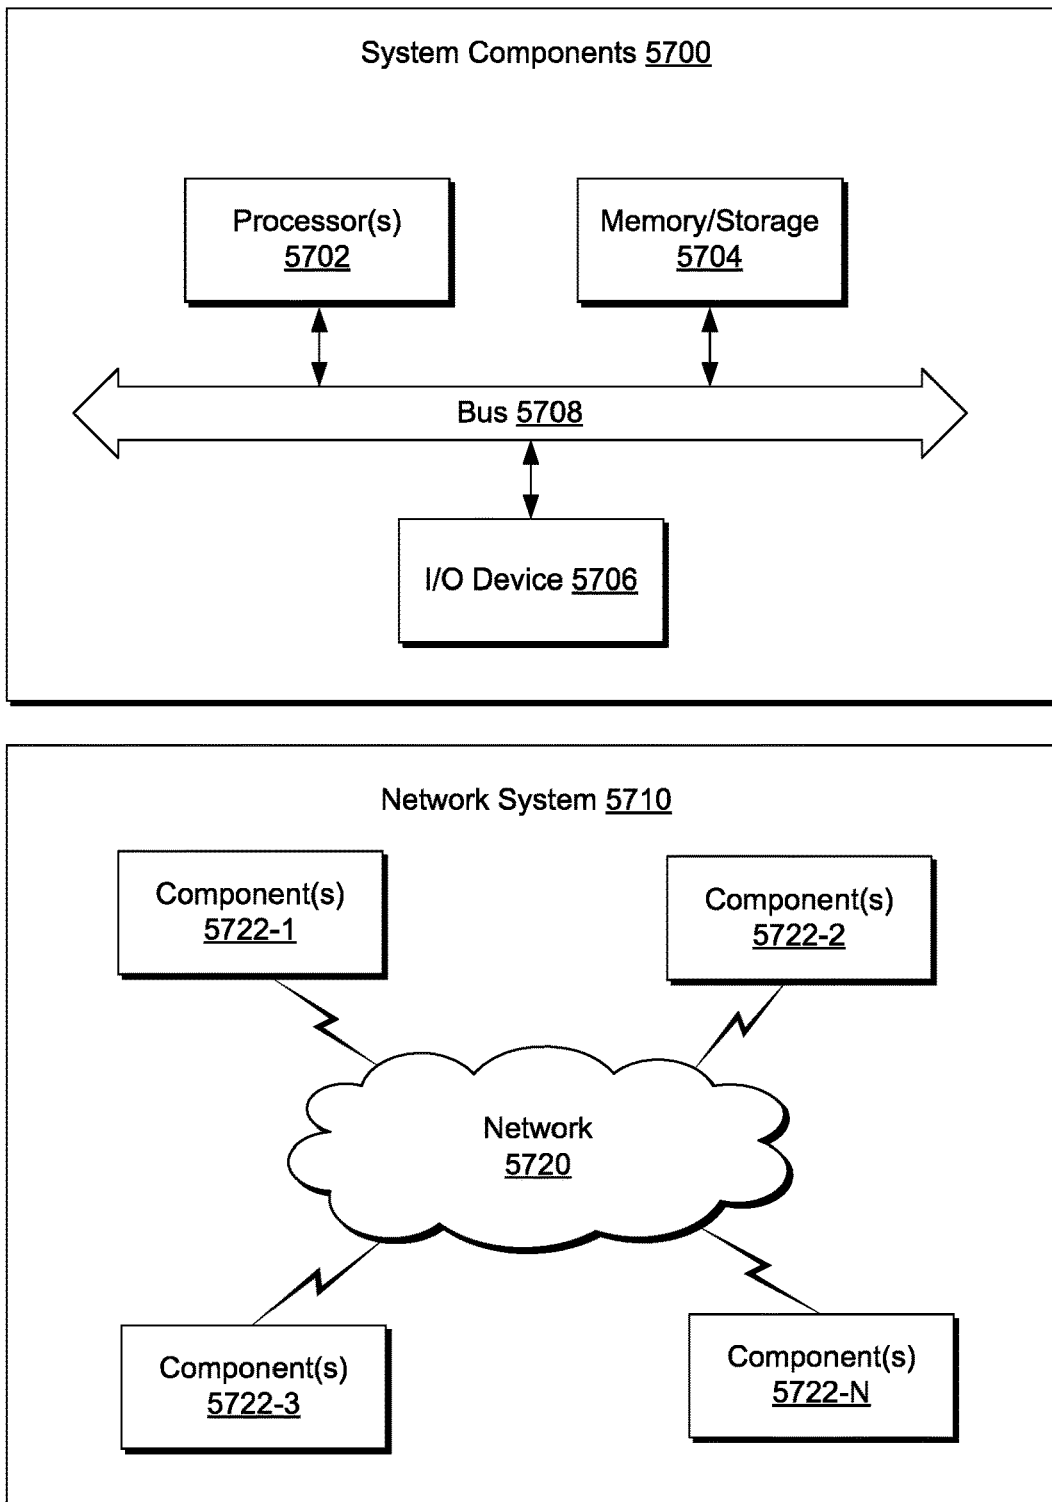 System Components 5700
Processor(s)
5702
Memory/Storage
5704
Bus 5708
I/O Device 5706
Network System 5710
Component(s)
5722-1
Component(s)
5722-2
Network
5720
Component(s)
5722-3
Component(s)
5722-N